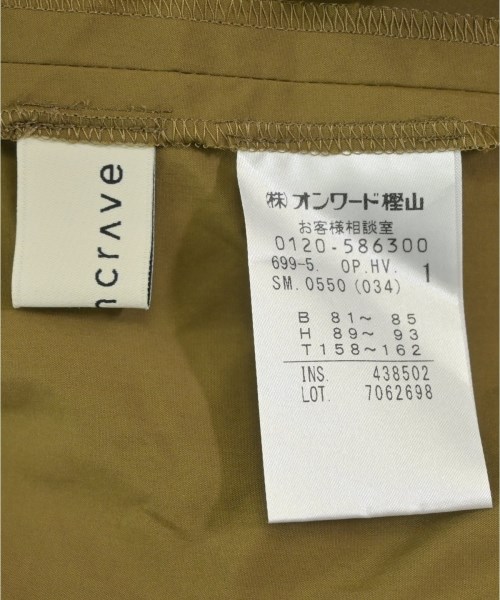 ncrave
㈱オンワード樫山
お客様相談室
0120-586300
699-5. OP.HV. 1
SM.0550(034)
B 81～ 85
H 89～ 93
T158～162
INS. 438502
LOT. 7062698